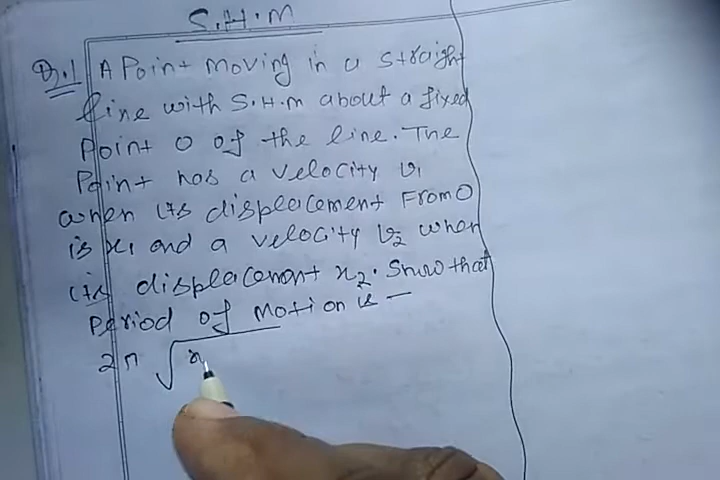 S.H.M
Q.1 A Point moving in a straight
line with S.H.M about a fixed
Point O of the line. The
Point has a velocity v₁
when its displacement From O
is x₁ and a velocity v₂ when
its displacement x₂. Show that
Period of Motion is —
2π √x